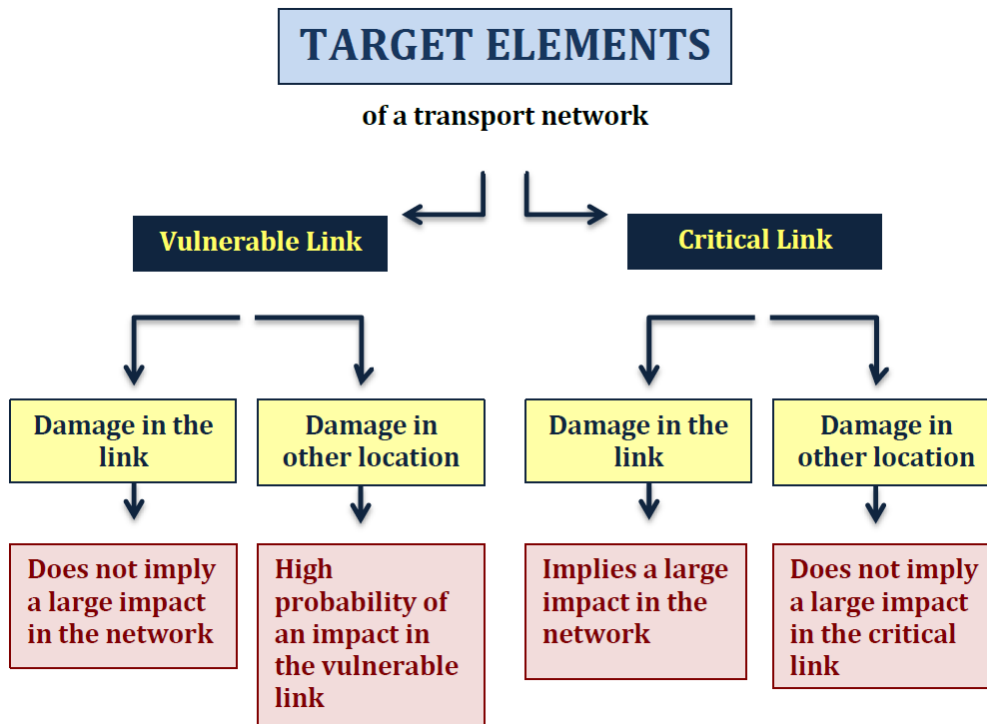 TARGET ELEMENTS
of a transport network
Vulnerable Link
Critical Link
Damage in the
link
Damage in
other location
Damage in the
link
Damage in
other location
Does not imply
a large impact
in the network
High
probability of
an impact in
the vulnerable
link
Implies a large
impact in the
network
Does not imply
a large impact
in the critical
link